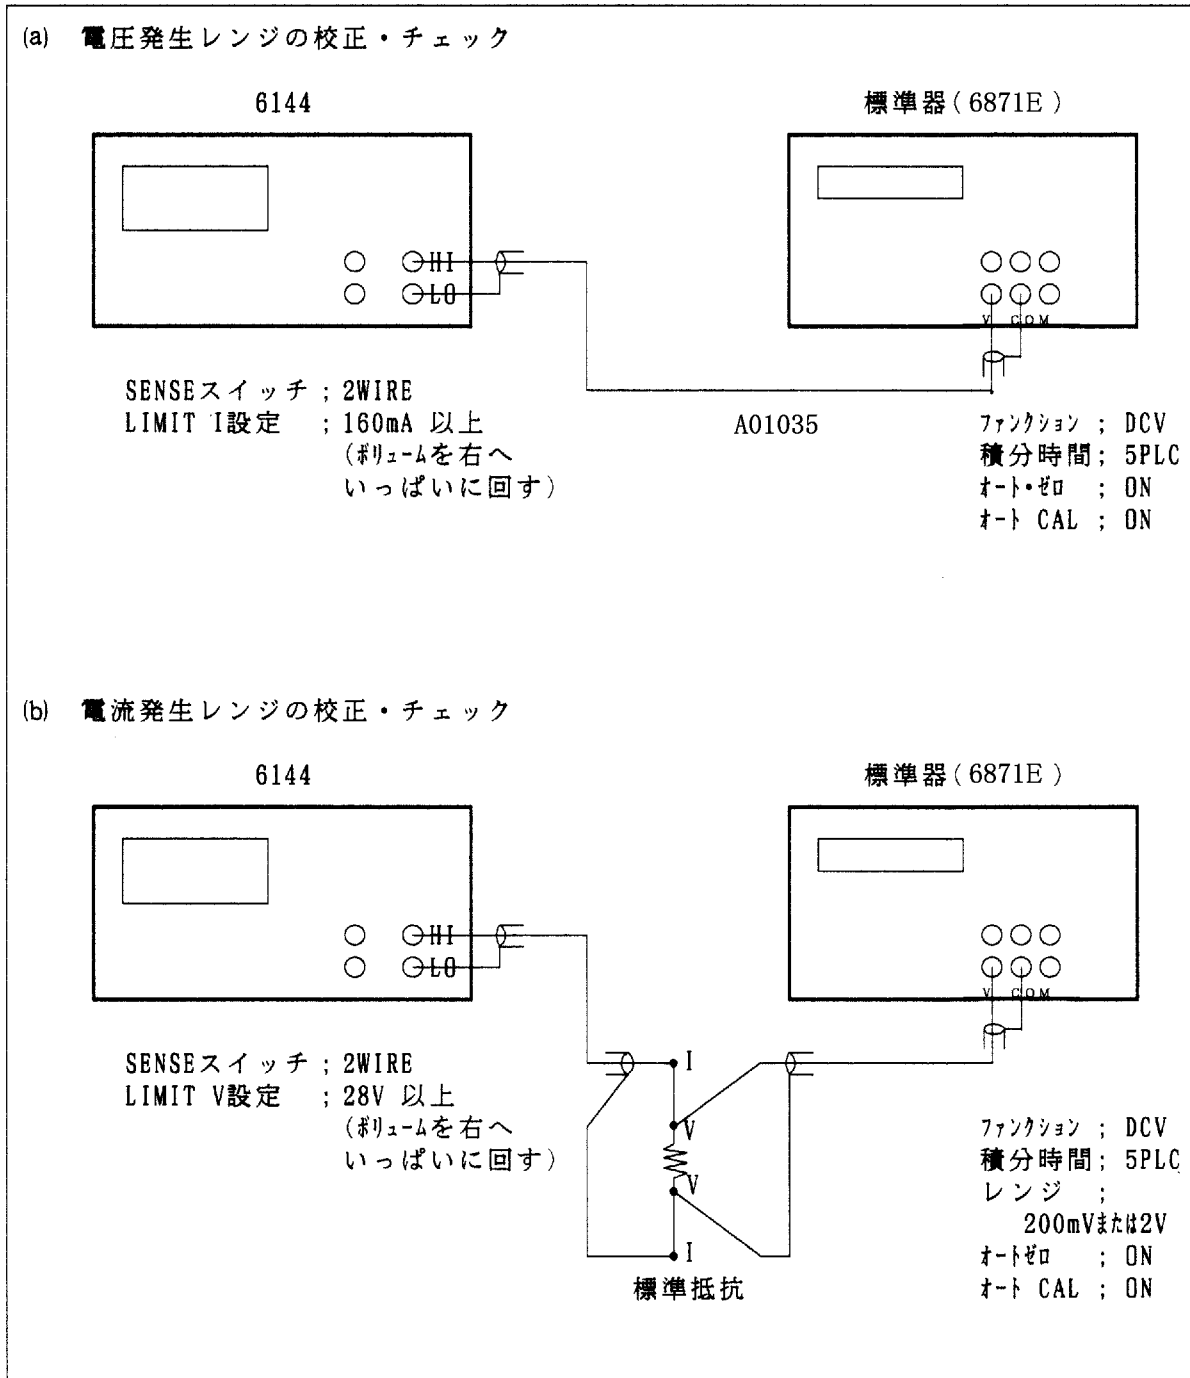 (a) 電圧発生レンジの校正・チェック
6144
標準器(6871E)
HI
LO
V COM
SENSEスイッチ ; 2WIRE
LIMIT I設定 ; 160mA 以上
(ボリュームを右へ
いっぱいに回す)
A01035
ファンクション ; DCV
積分時間 ; 5PLC
オート・ゼロ ; ON
オート CAL ; ON
(b) 電流発生レンジの校正・チェック
6144
標準器(6871E)
HI
LO
V COM
SENSEスイッチ ; 2WIRE
LIMIT V設定 ; 28V 以上
(ボリュームを右へ
いっぱいに回す)
I
V
V
I
標準抵抗
ファンクション ; DCV
積分時間 ; 5PLC
レンジ ;
200mVまたは2V
オートゼロ ; ON
オート CAL ; ON